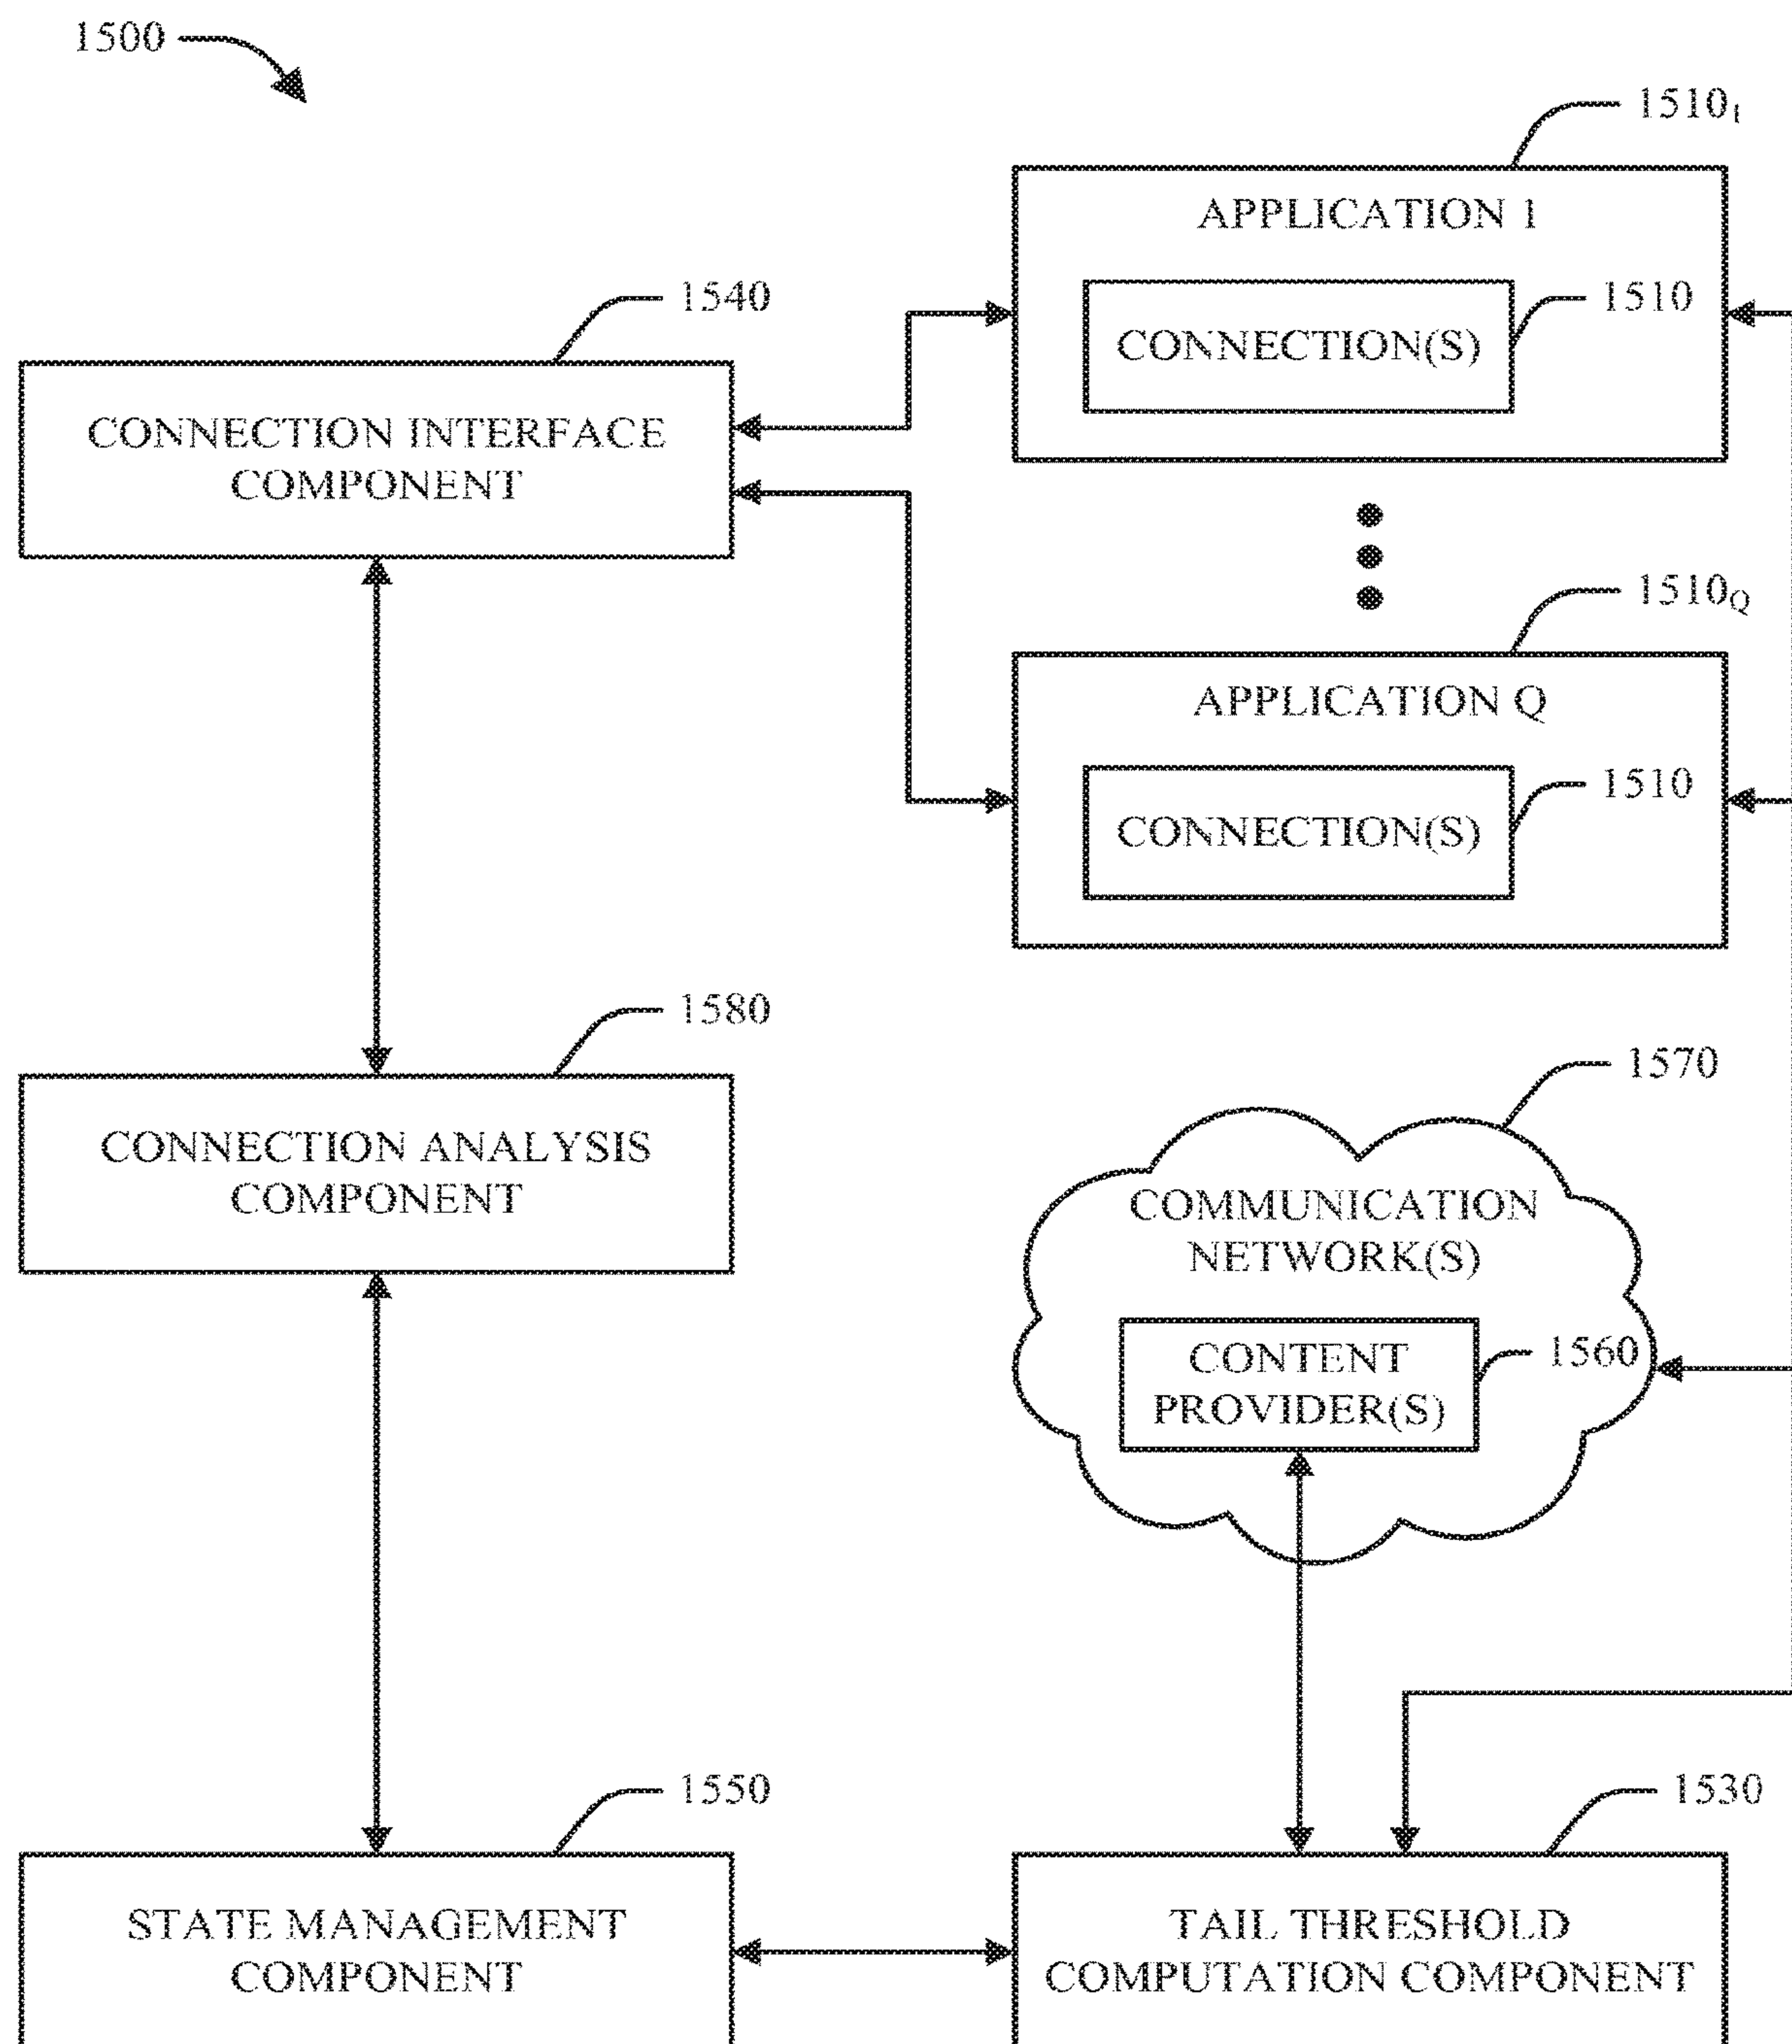 1500
1510₁
APPLICATION 1
1510
CONNECTION(S)
1540
CONNECTION INTERFACE
COMPONENT
1510Q
APPLICATION Q
1510
CONNECTION(S)
1580
CONNECTION ANALYSIS
COMPONENT
1570
COMMUNICATION
NETWORK(S)
1560
CONTENT
PROVIDER(S)
1550
STATE MANAGEMENT
COMPONENT
1530
TAIL THRESHOLD
COMPUTATION COMPONENT